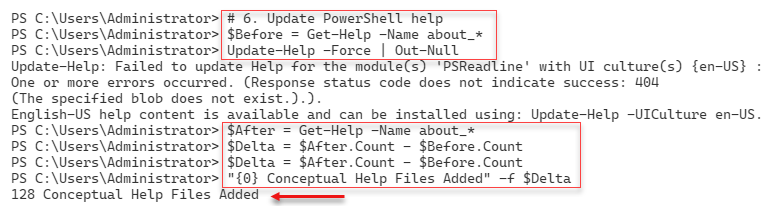 PS C:\Users\Administrator> # 6. Update PowerShell help
PS C:\Users\Administrator> $Before = Get-Help -Name about_*
PS C:\Users\Administrator> Update-Help -Force | Out-Null
Update-Help: Failed to update Help for the module(s) 'PSReadline' with UI culture(s) {en-US} :
One or more errors occurred. (Response status code does not indicate success: 404
(The specified blob does not exist.).).
English-US help content is available and can be installed using: Update-Help -UICulture en-US.
PS C:\Users\Administrator> $After = Get-Help -Name about_*
PS C:\Users\Administrator> $Delta = $After.Count - $Before.Count
PS C:\Users\Administrator> $Delta = $After.Count - $Before.Count
PS C:\Users\Administrator> "{0} Conceptual Help Files Added" -f $Delta
128 Conceptual Help Files Added